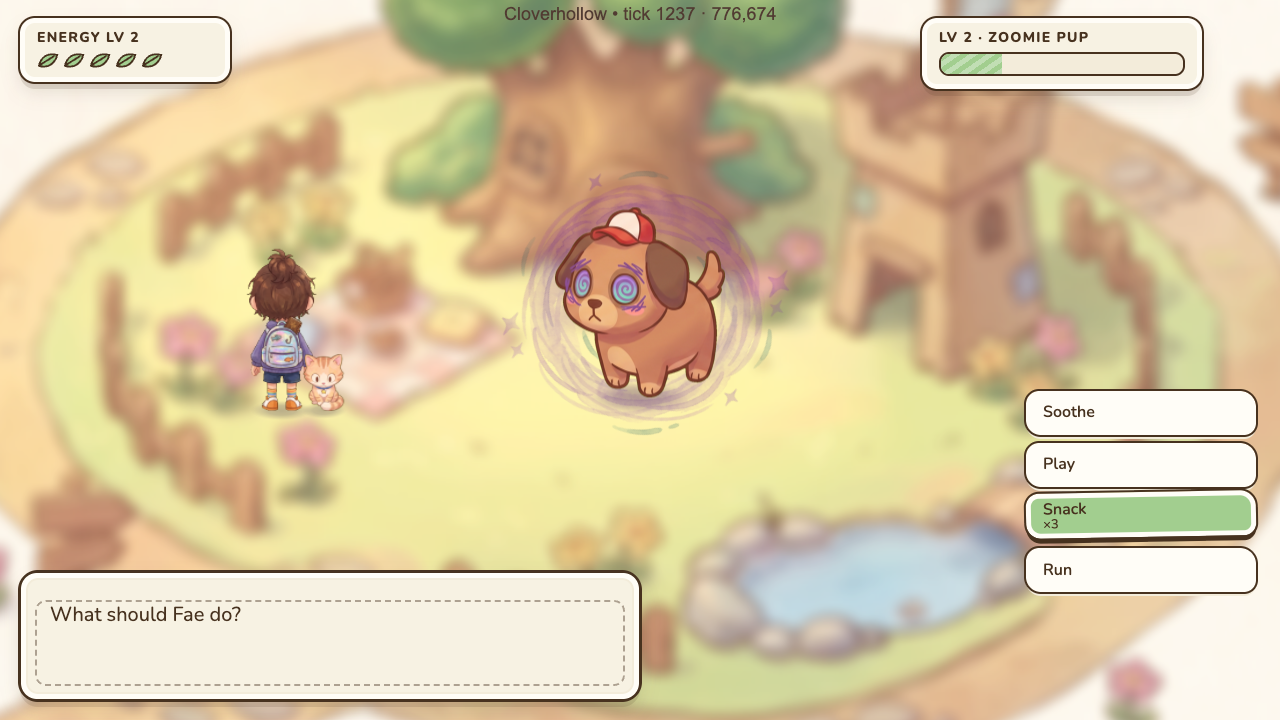 Cloverhollow • tick 1237 · 776,674
ENERGY LV 2
LV 2 · ZOOMIE PUP
Soothe
Play
Snack
×3
Run
What should Fae do?